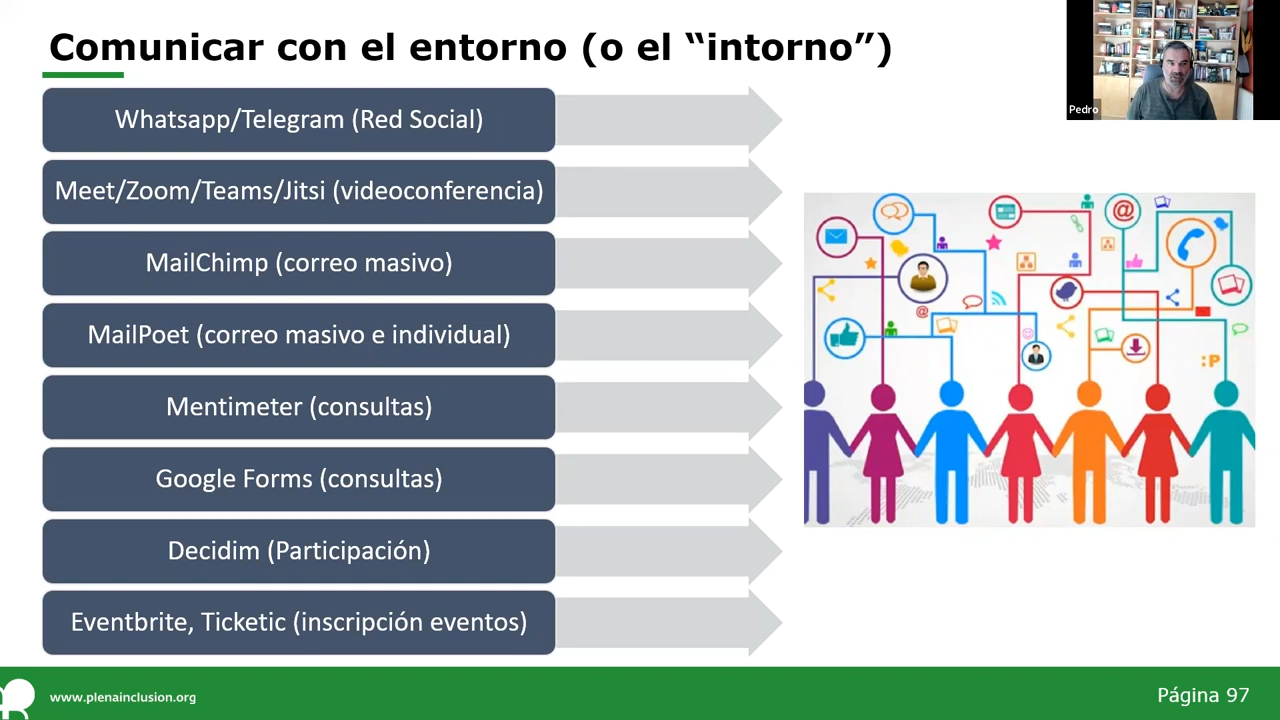 Comunicar con el entorno (o el “intorno”)
Pedro
Whatsapp/Telegram (Red Social)
Meet/Zoom/Teams/Jitsi (videoconferencia)
MailChimp (correo masivo)
MailPoet (correo masivo e individual)
Mentimeter (consultas)
Google Forms (consultas)
Decidim (Participación)
Eventbrite, Ticketic (inscripción eventos)
@
@
:P
www.plenainclusion.org
Página 97